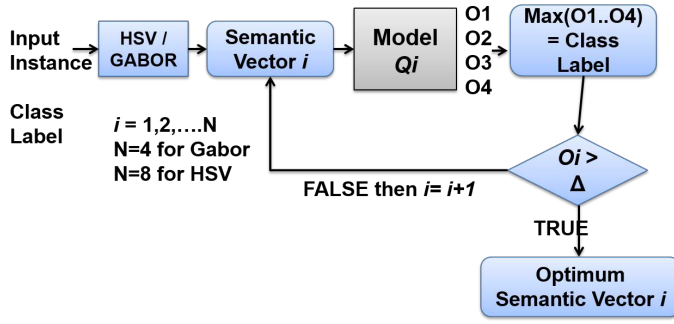 Input
Instance
HSV /
GABOR
Semantic
Vector i
Model
Qi
O1
O2
O3
O4
Max(O1..O4)
= Class
Label
Class
Label
i = 1,2,....N
N=4 for Gabor
N=8 for HSV
Oi >
Δ
FALSE then i= i+1
TRUE
Optimum
Semantic Vector i